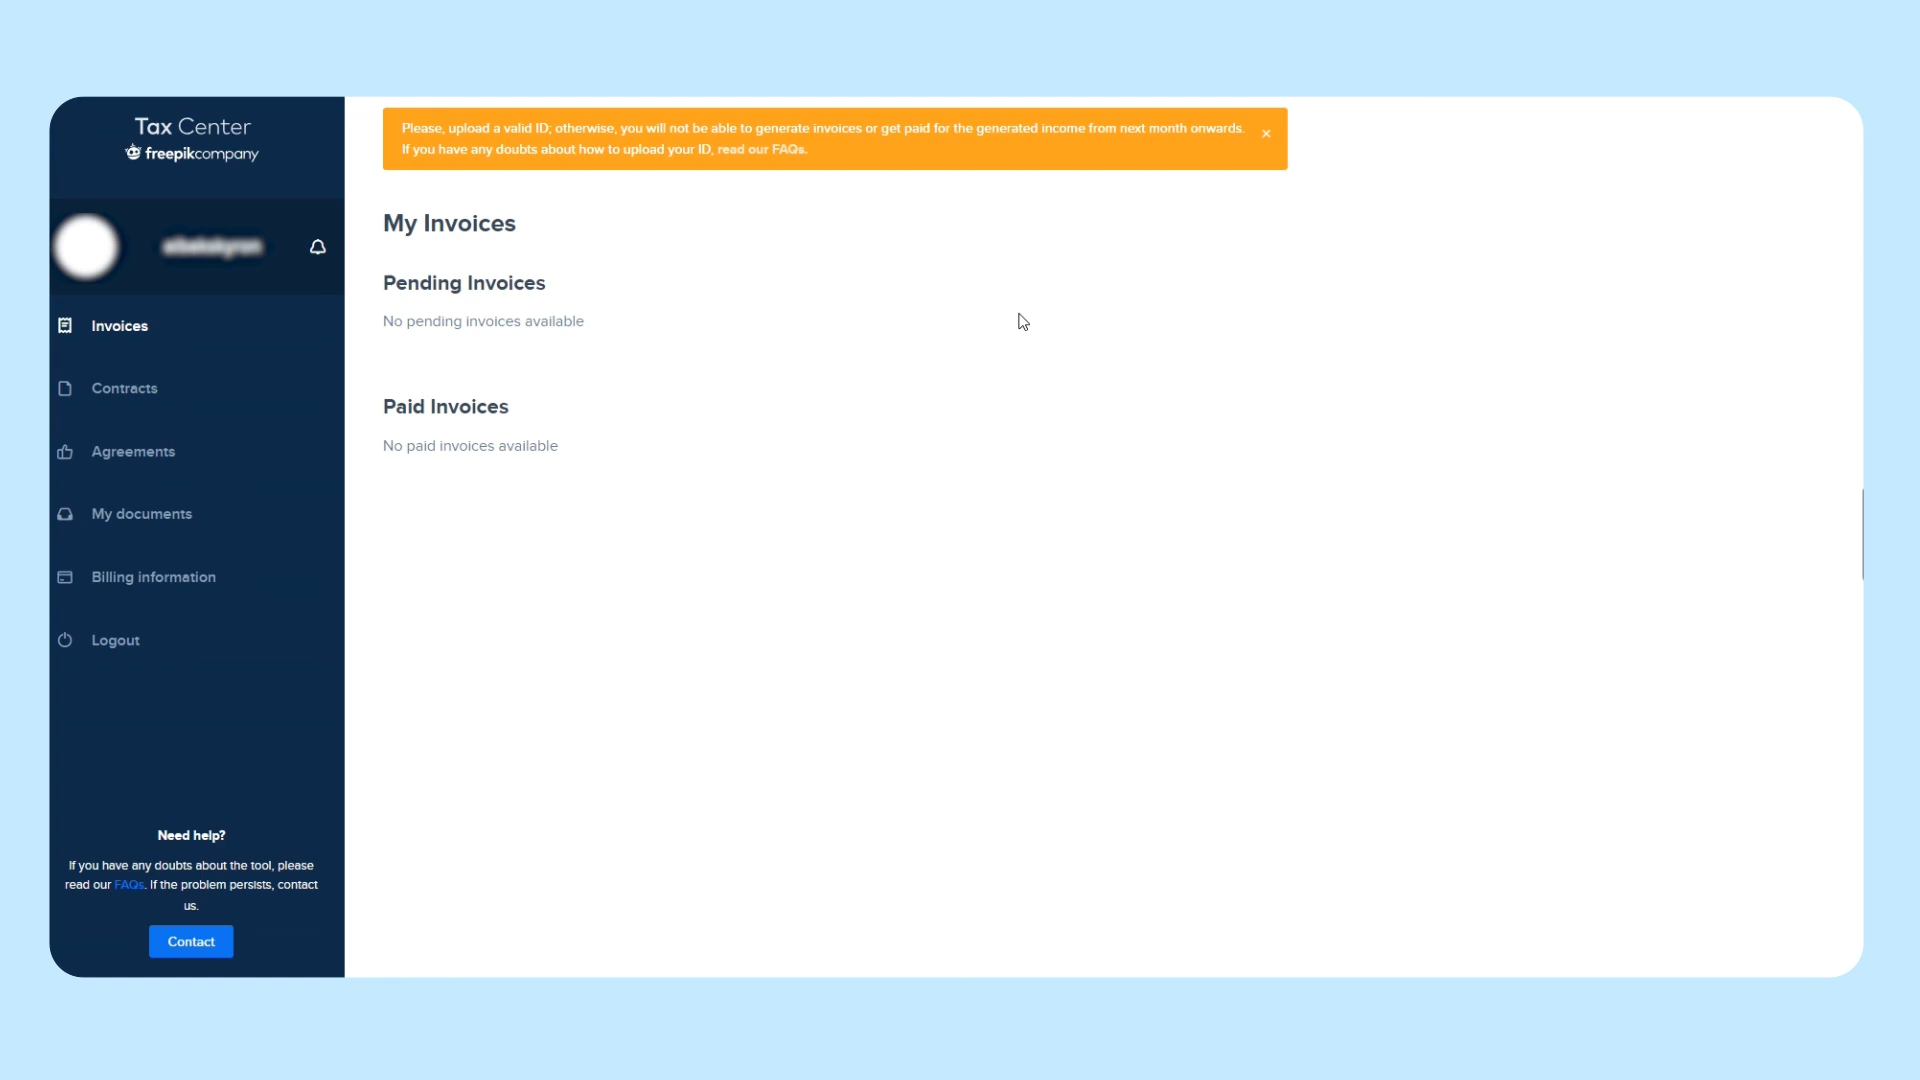 Tax Center
freepikcompany
Invoices
Contracts
Agreements
My documents
Billing information
Logout
Need help?
If you have any doubts about the tool, please
read our FAQs. If the problem persists, contact
us.
Contact
Please, upload a valid ID; otherwise, you will not be able to generate invoices or get paid for the generated income from next month onwards.
If you have any doubts about how to upload your ID, read our FAQs.
My Invoices
Pending Invoices
No pending invoices available
Paid Invoices
No paid invoices available